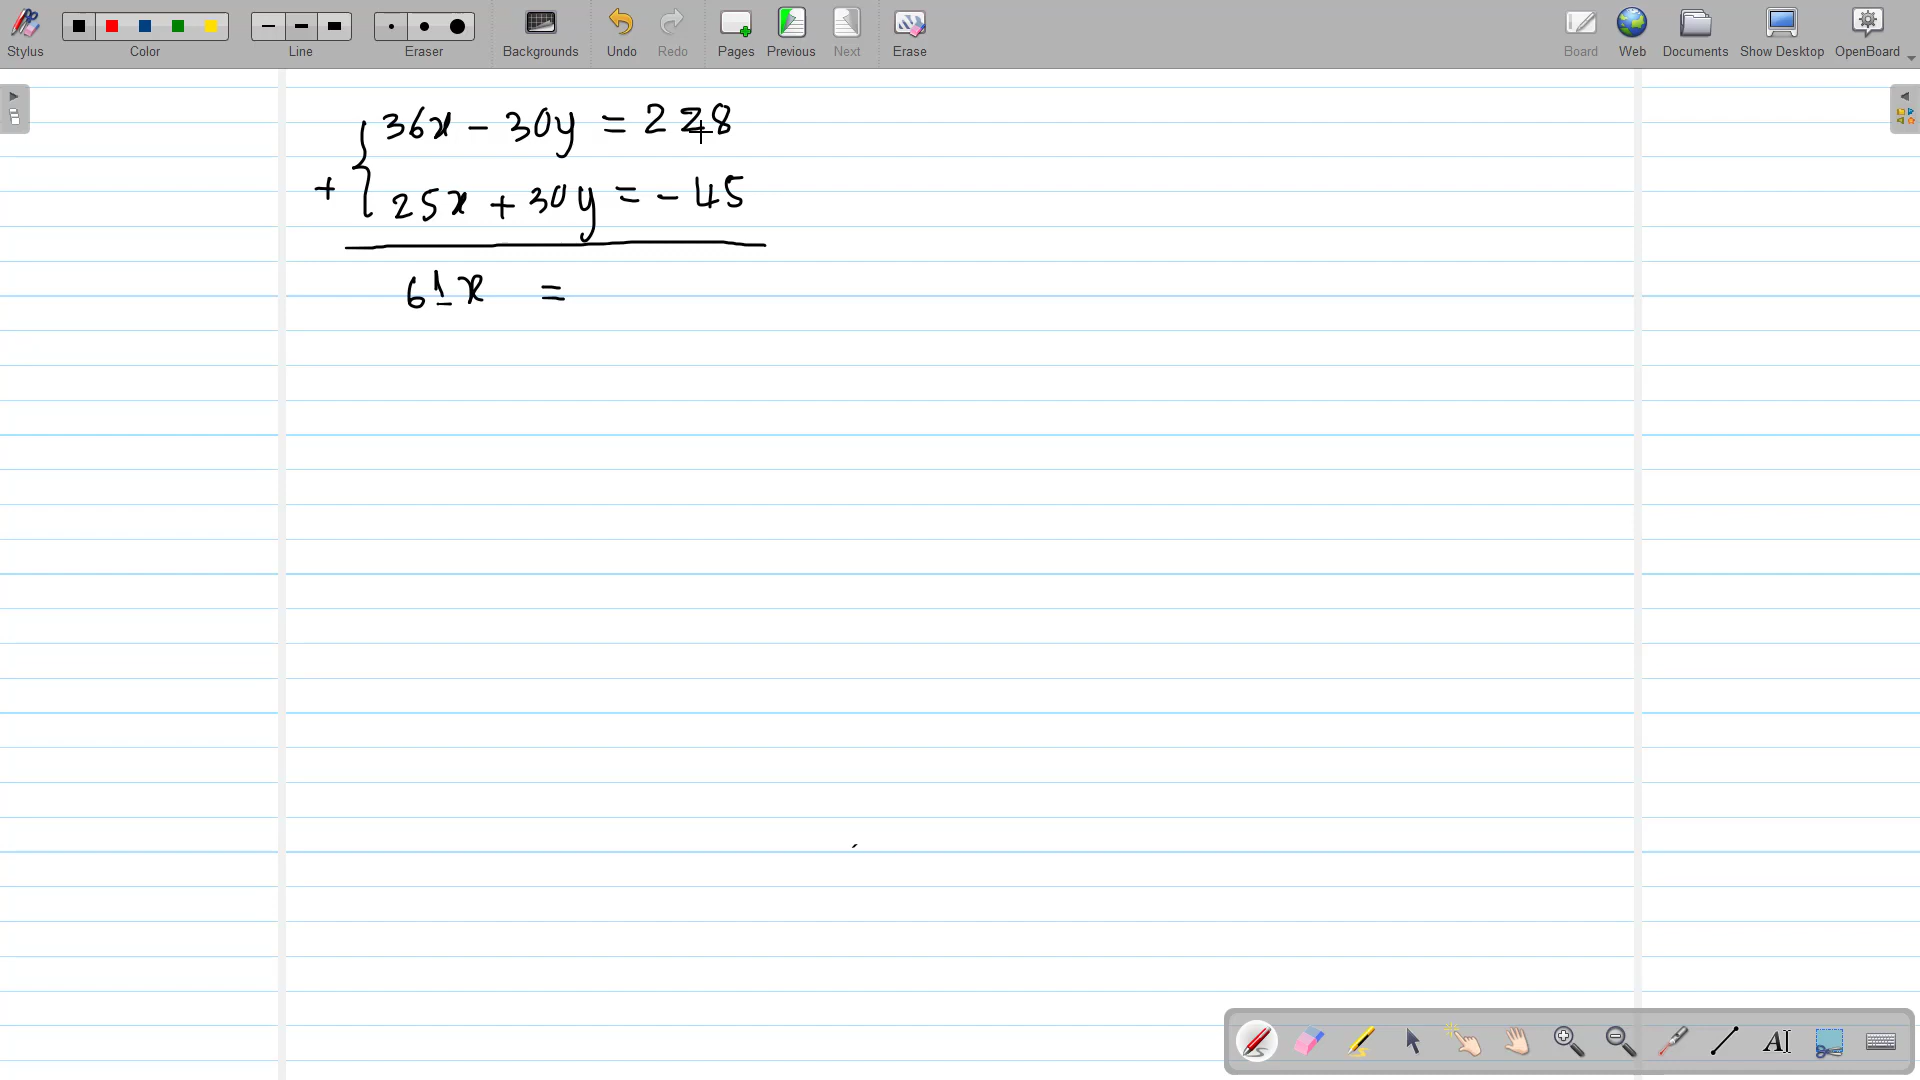 Stylus Color Line Eraser Backgrounds Undo Redo Pages Previous Next Erase Board Web Documents Show Desktop OpenBoard
36x - 30y = 228
+ { 25x + 30y = - 45
61x =